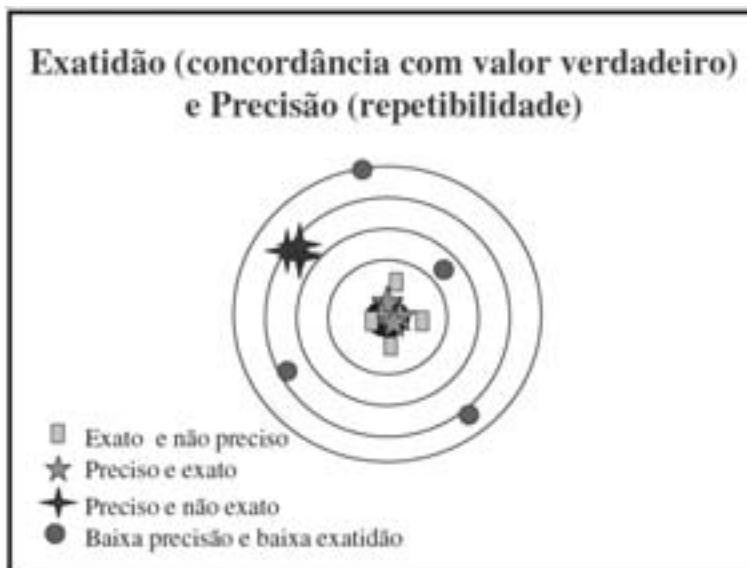 Exatidão (concordância com valor verdadeiro)
e Precisão (repetibilidade)
Exato e não preciso
Preciso e exato
Preciso e não exato
Baixa precisão e baixa exatidão